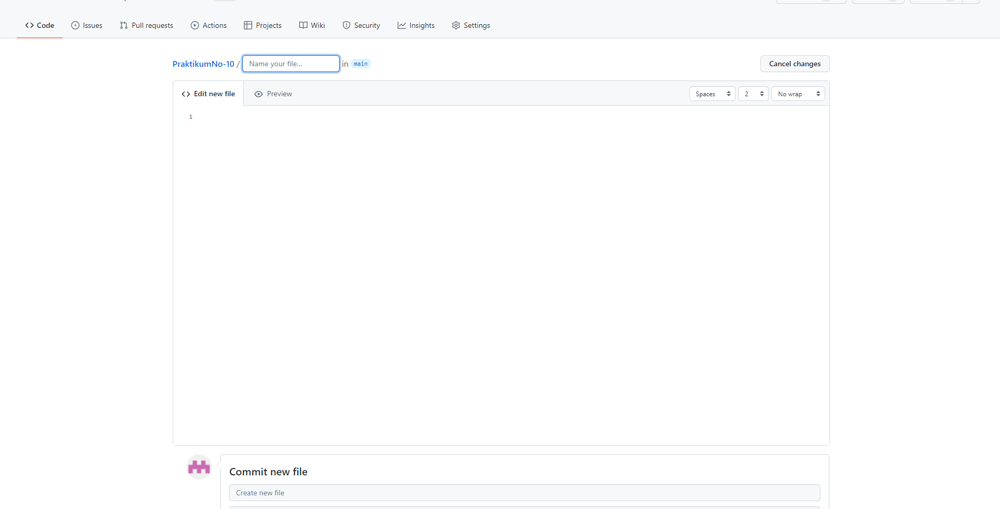 Code Issues Pull requests Actions Projects Wiki Security Insights Settings
PraktikumNo-10 / Name your file... in main Cancel changes
Edit new file Preview Spaces 2 No wrap
1
Commit new file
Create new file